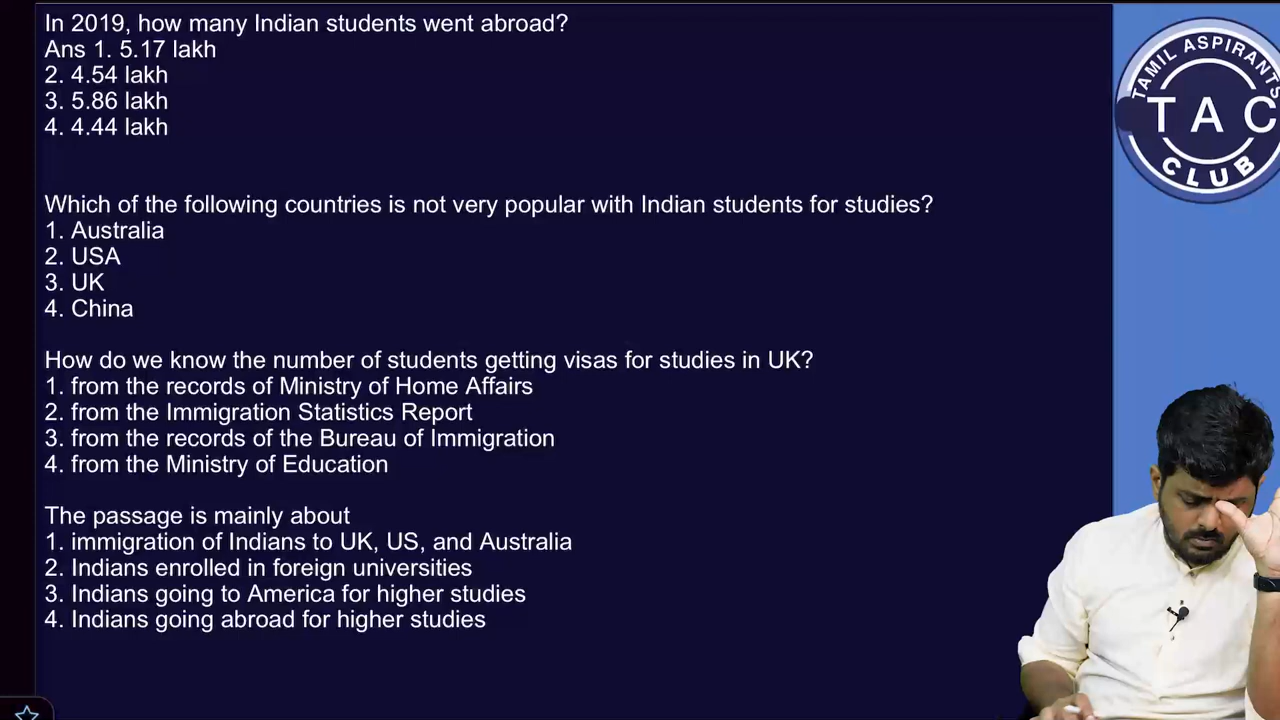 In 2019, how many Indian students went abroad?
Ans 1. 5.17 lakh
2. 4.54 lakh
3. 5.86 lakh
4. 4.44 lakh
Which of the following countries is not very popular with Indian students for studies?
1. Australia
2. USA
3. UK
4. China
How do we know the number of students getting visas for studies in UK?
1. from the records of Ministry of Home Affairs
2. from the Immigration Statistics Report
3. from the records of the Bureau of Immigration
4. from the Ministry of Education
The passage is mainly about
1. immigration of Indians to UK, US, and Australia
2. Indians enrolled in foreign universities
3. Indians going to America for higher studies
4. Indians going abroad for higher studies
TAMIL ASPIRANTS
TAC
CLUB